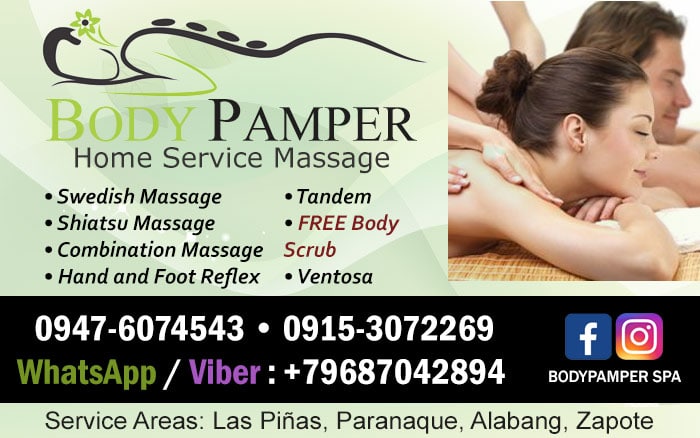 BODY PAMPER
Home Service Massage
• Swedish Massage
• Shiatsu Massage
• Combination Massage
• Hand and Foot Reflex
• Tandem
• FREE Body
Scrub
• Ventosa
0947-6074543 • 0915-3072269
WhatsApp / Viber : +79687042894
BODYPAMPER SPA
Service Areas: Las Piñas, Paranaque, Alabang, Zapote